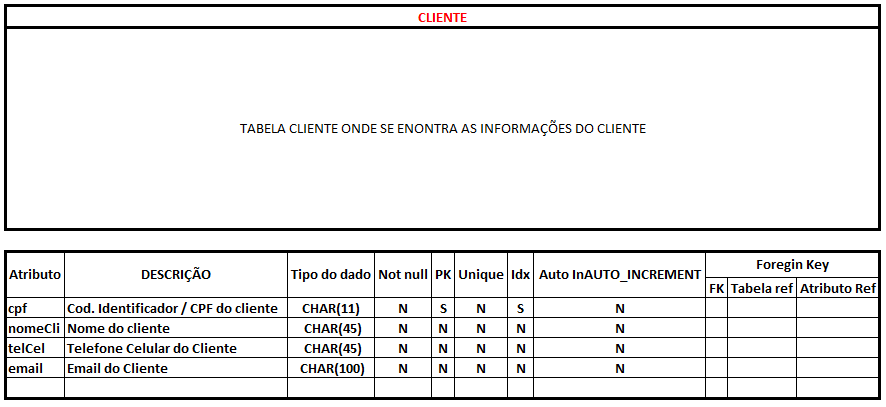 CLIENTE
TABELA CLIENTE ONDE SE ENONTRA AS INFORMAÇÕES DO CLIENTE
Atributo DESCRIÇÃO Tipo do dado Not null PK Unique Idx Auto InAUTO_INCREMENT Foregin Key
FK Tabela ref Atributo Ref
cpf Cod. Identificador / CPF do cliente CHAR(11) N S N S N
nomeCli Nome do cliente CHAR(45) N N N N N
telCel Telefone Celular do Cliente CHAR(45) N N N N N
email Email do Cliente CHAR(100) N N N N N